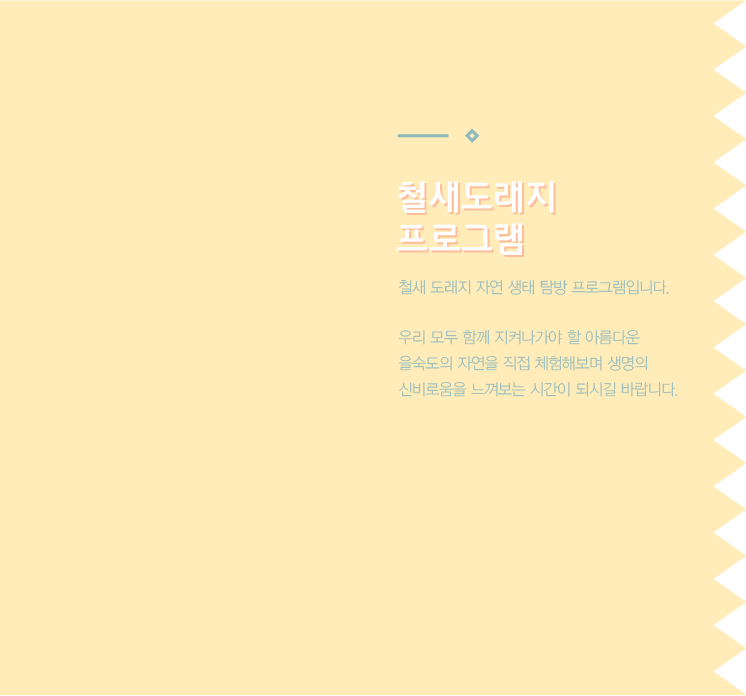 철새도래지
프로그램
철새 도래지 자연 생태 탐방 프로그램입니다.
우리 모두 함께 지켜나가야 할 아름다운
을숙도의 자연을 직접 체험해보며 생명의
신비로움을 느껴보는 시간이 되시길 바랍니다.